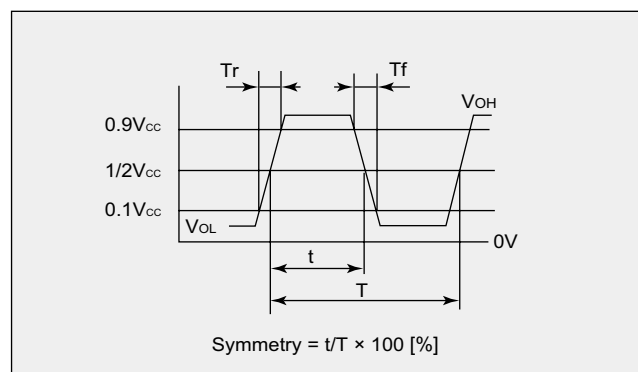 Tr Tf
VOH
0.9Vcc
1/2Vcc
0.1Vcc
VOL
0V
t
T
Symmetry = t/T × 100 [%]